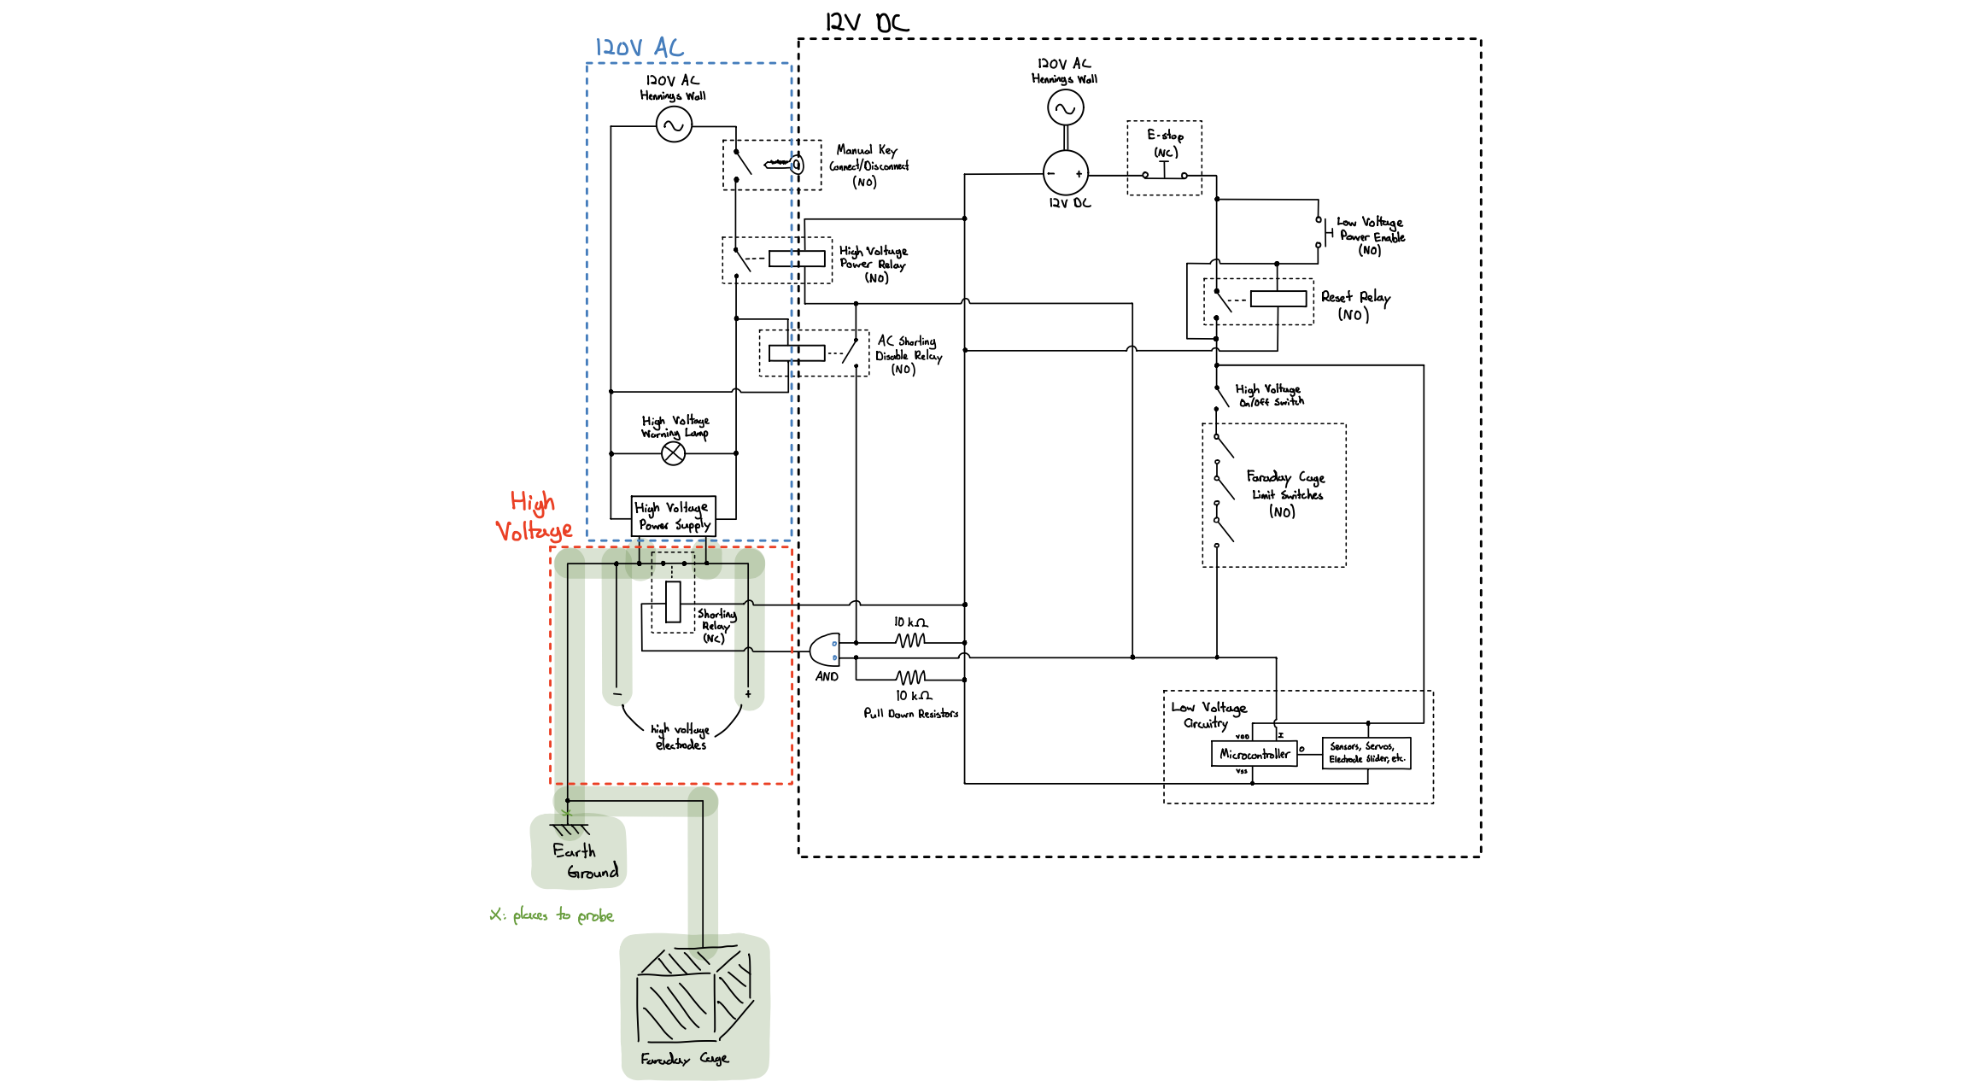 12V DC
120V AC
120V AC
Hennings Wall
Manual Key
Connect/Disconnect
(NO)
High Voltage
Power Relay
(NO)
AC Shorting
Disable Relay
(NO)
High Voltage
Warning Lamp
High Voltage
Power Supply
120V AC
Hennings Wall
-
+
12V DC
E-stop
(NC)
Low Voltage
Power Enable
(NO)
Reset Relay
(NO)
High Voltage
On/Off Switch
Faraday Cage
Limit Switches
(NO)
High
Voltage
Shorting
Relay
(NC)
-
+
high voltage
electrodes
AND
10 kΩ
10 kΩ
Pull Down Resistors
Low Voltage
Circuitry
VDD
I
Microcontroller
O
VSS
Sensors, Servos,
Electrode Slider, etc.
x
Earth
Ground
X: places to probe
Faraday Cage